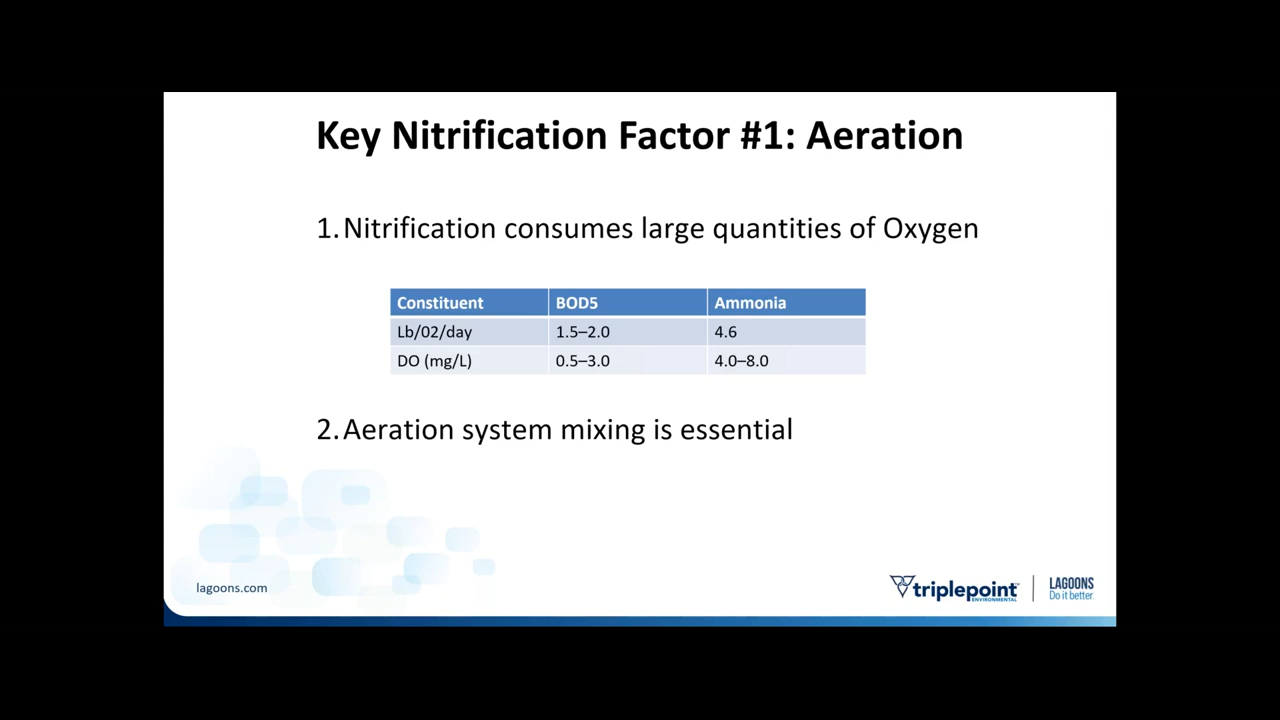 Key Nitrification Factor #1: Aeration
1. Nitrification consumes large quantities of Oxygen
Constituent BOD5 Ammonia
Lb/02/day 1.5–2.0 4.6
DO (mg/L) 0.5–3.0 4.0–8.0
2. Aeration system mixing is essential
lagoons.com
triplepoint™
ENVIRONMENTAL
LAGOONS
Do it better.